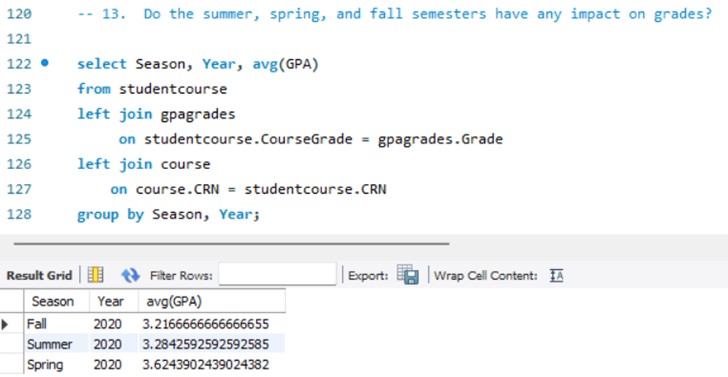 120 -- 13. Do the summer, spring, and fall semesters have any impact on grades?
121
122 select Season, Year, avg(GPA)
123 from studentcourse
124 left join gpagrades
125 on studentcourse.CourseGrade = gpagrades.Grade
126 left join course
127 on course.CRN = studentcourse.CRN
128 group by Season, Year;
Result Grid Filter Rows: Export: Wrap Cell Content:
Season Year avg(GPA)
Fall 2020 3.2166666666666655
Summer 2020 3.2842592592592585
Spring 2020 3.6243902439024382